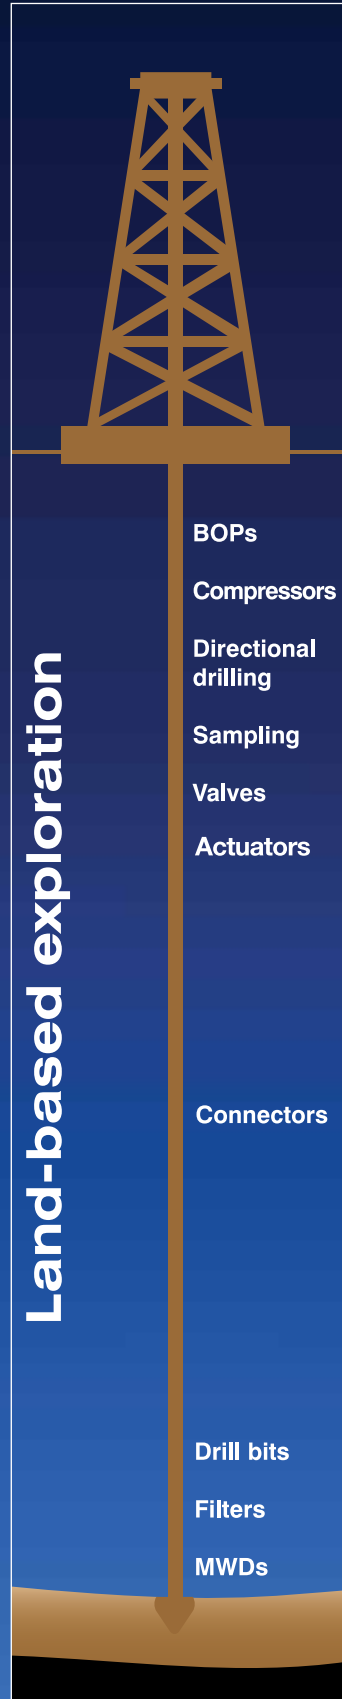 BOPs
Compressors
Directional
drilling
Sampling
Valves
Actuators
Land-based exploration
Connectors
Drill bits
Filters
MWDs